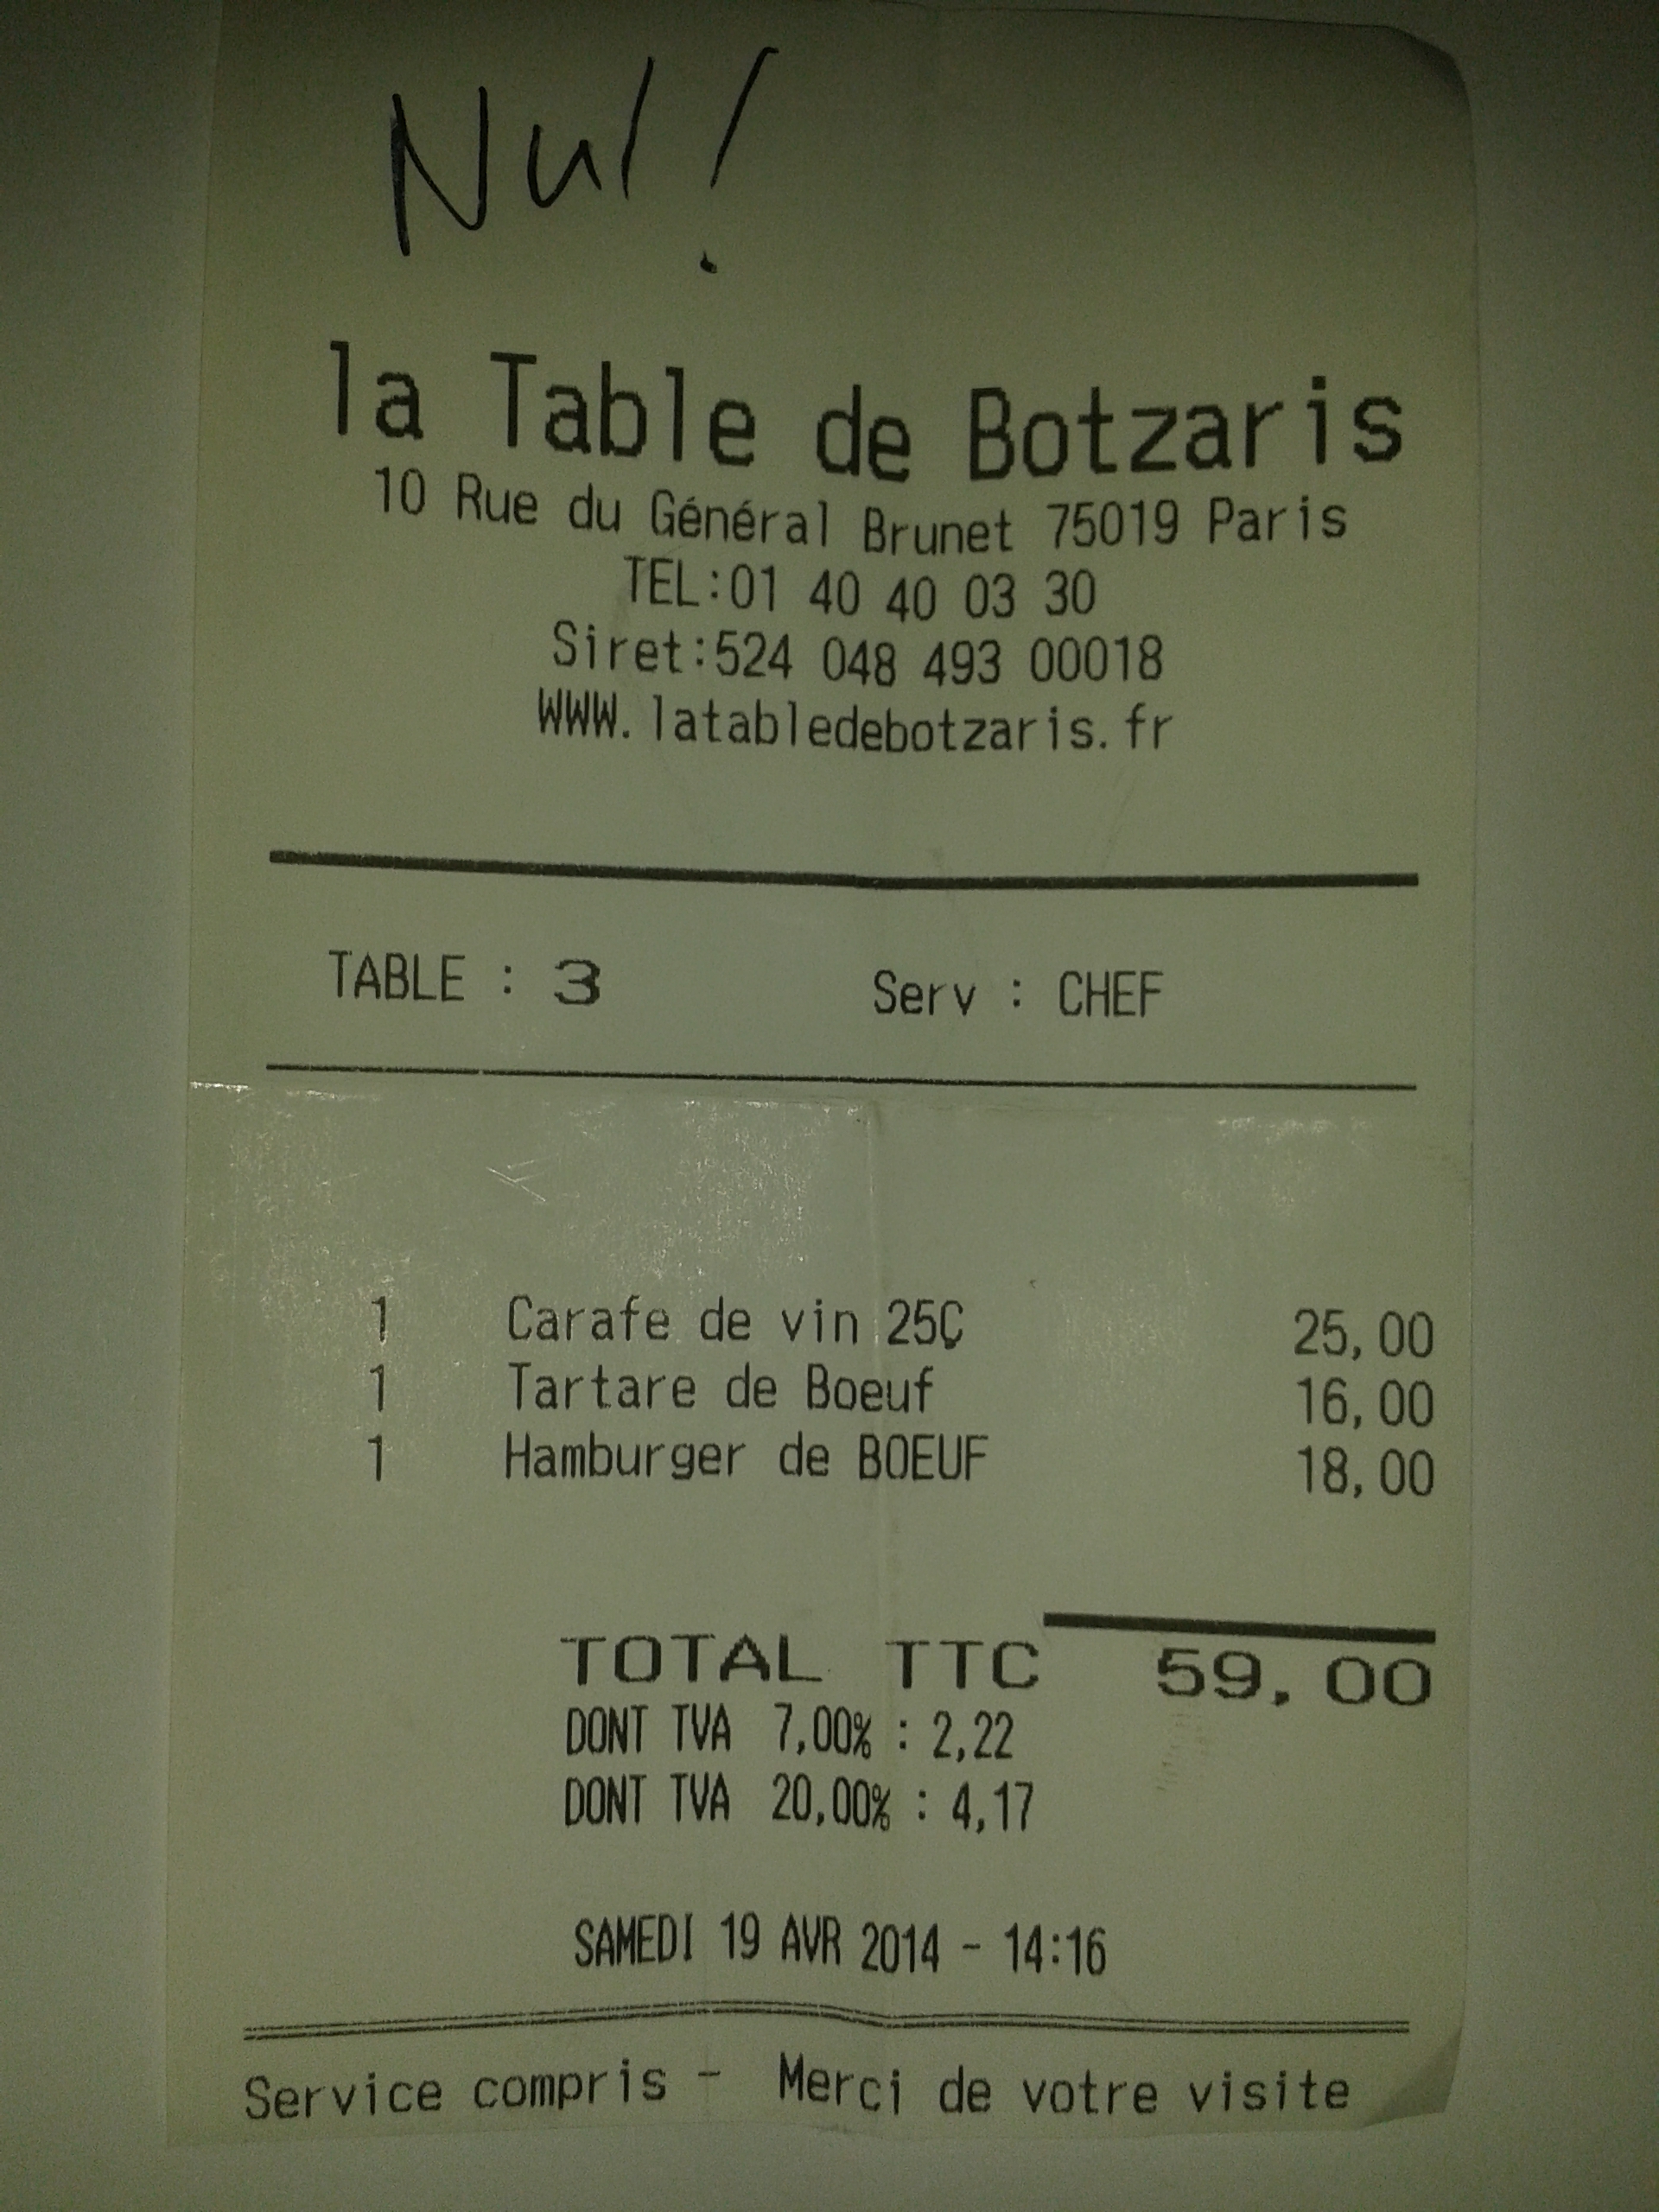 Nul!
la Table de Botzaris
10 Rue du Général Brunet 75019 Paris
TEL:01 40 40 03 30
Siret:524 048 493 00018
WWW.latabledebotzaris.fr
TABLE : 3 Serv : CHEF
1 Carafe de vin 25Ç 25,00
1 Tartare de Boeuf 16,00
1 Hamburger de BOEUF 18,00
TOTAL TTC 59,00
DONT TVA 7,00% : 2,22
DONT TVA 20,00% : 4,17
SAMEDI 19 AVR 2014 - 14:16
Service compris - Merci de votre visite